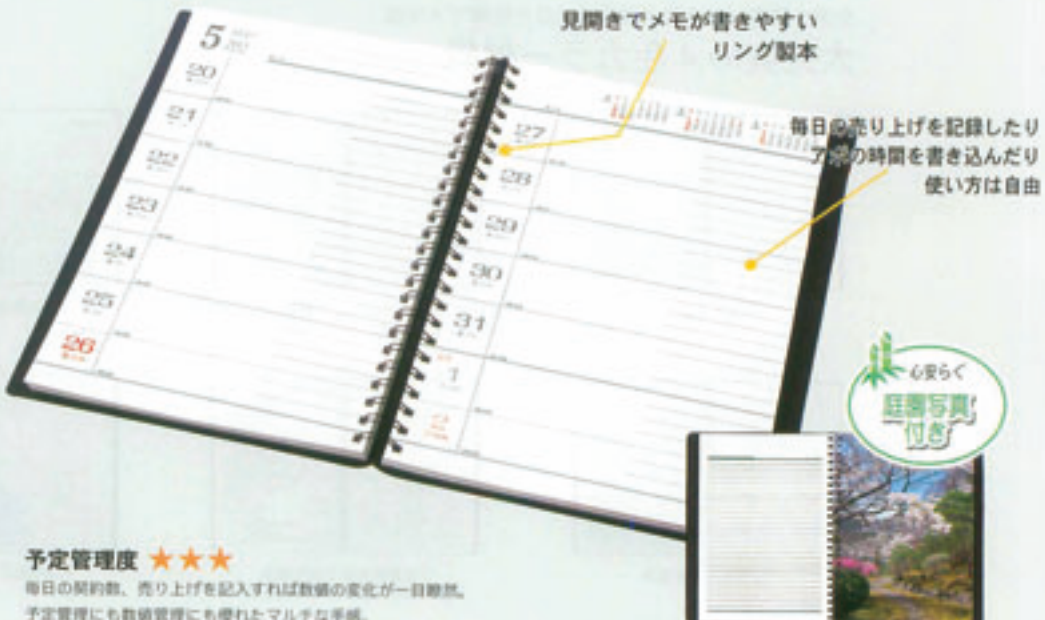 見開きでメモが書きやすい
リング製本
毎日の売り上げを記録したり
アポの時間を書き込んだり
使い方は自由
5
20
21
22
23
24
25
26
27
28
29
30
31
1
心安らぐ
庭園写真
付き
予定管理度 ★★★
毎日の契約数、売り上げを記入すれば数値の変化が一目瞭然。
予定管理にも数値管理にも優れたマルチな手帳。